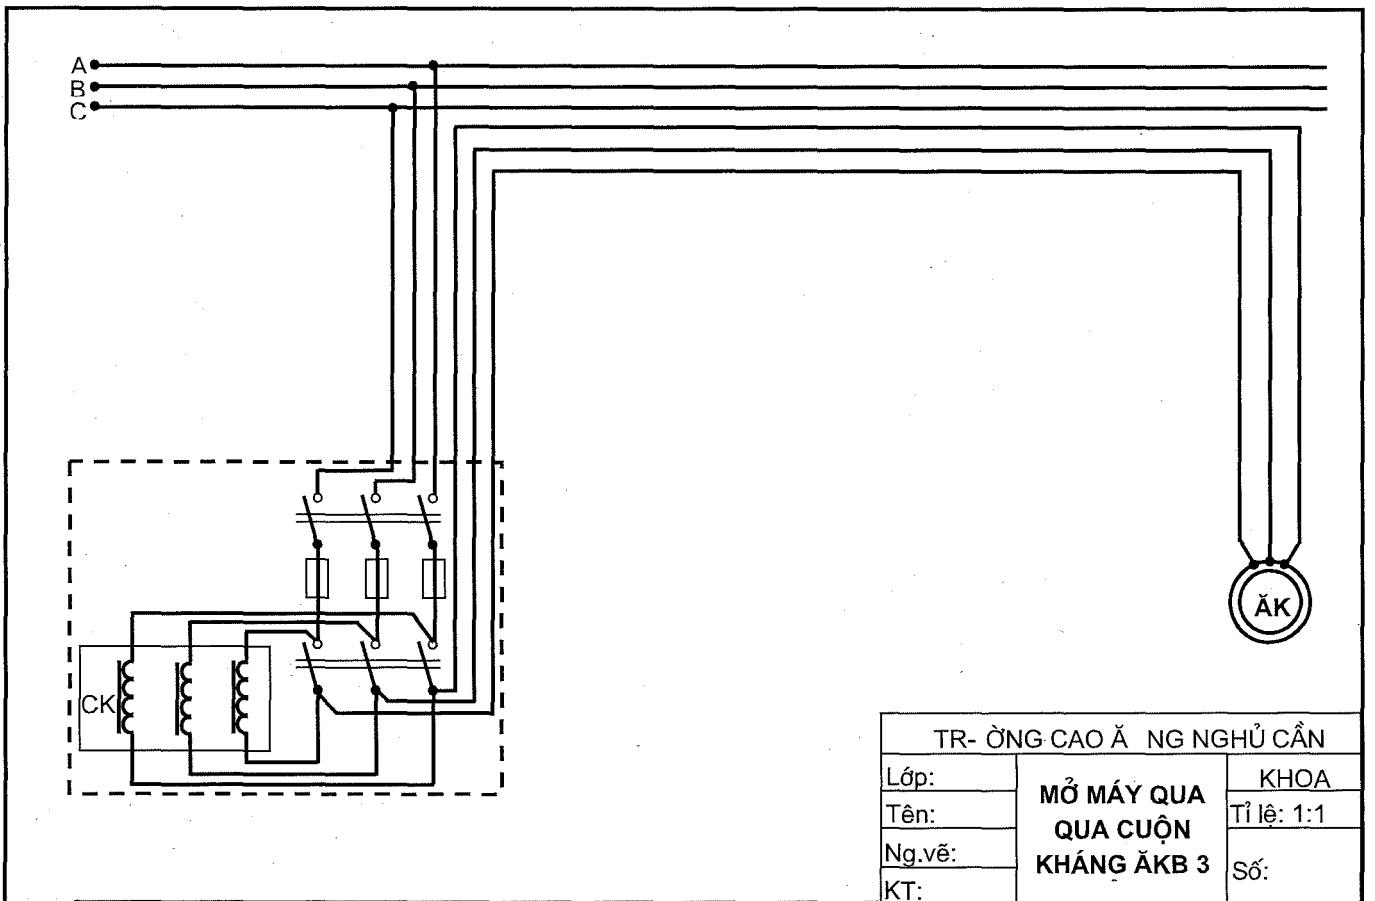 A
B
C
CK
ĂK
TR- ỜNG CAO Ă NG NGHỦ CẦN
Lớp:
Tên:
Ng.vẽ:
KT:
MỞ MÁY QUA
QUA CUỘN
KHÁNG ĂKB 3
KHOA
Tỉ lệ: 1:1
Số: